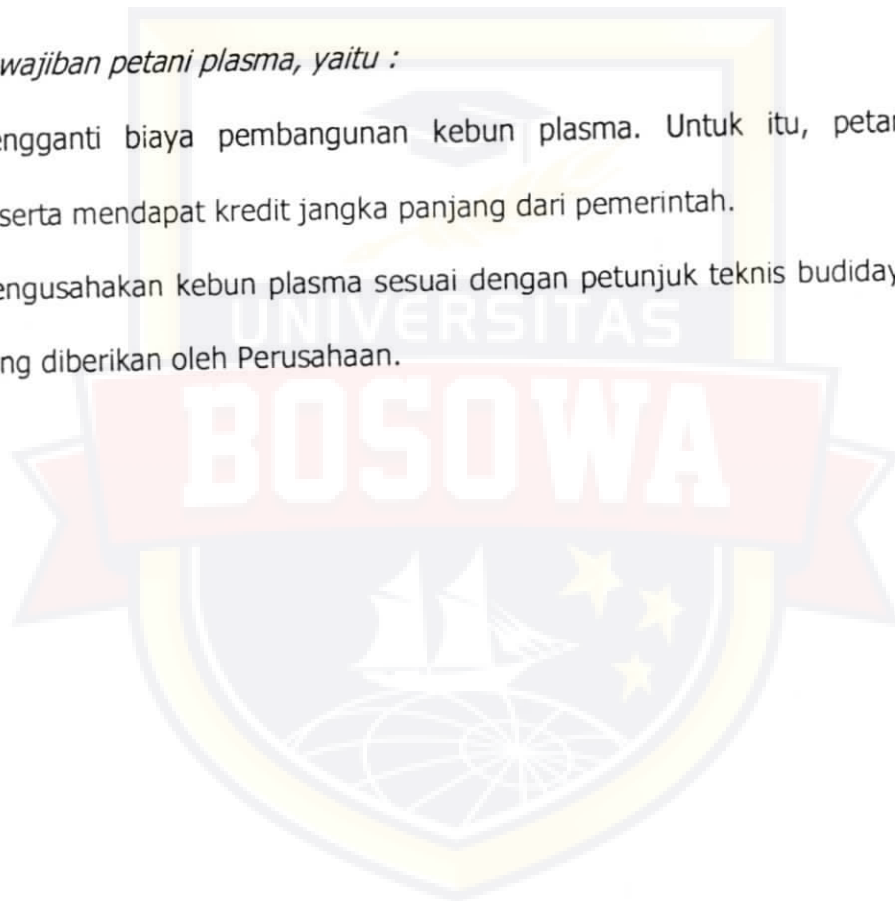 wajiban petani plasma, yaitu :
engganti biaya pembangunan kebun plasma. Untuk itu, petan
serta mendapat kredit jangka panjang dari pemerintah.
engusahakan kebun plasma sesuai dengan petunjuk teknis budiday
ng diberikan oleh Perusahaan.
UNIVERSITAS
BOSOWA